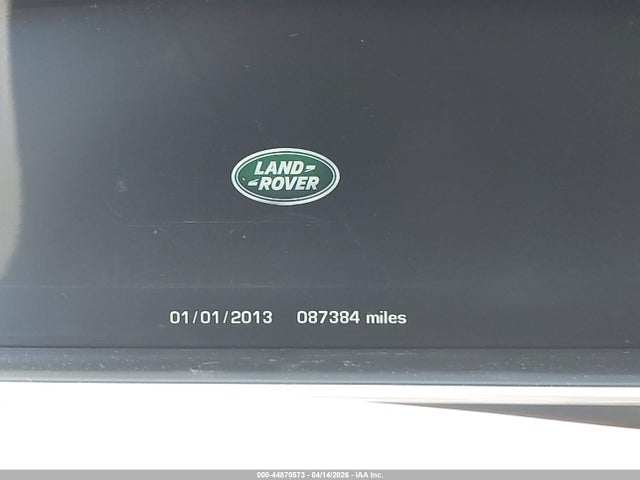 LAND-
-ROVER
01/01/2013 087384 miles
000-44870573 - 04/14/2026 - IAA Inc.